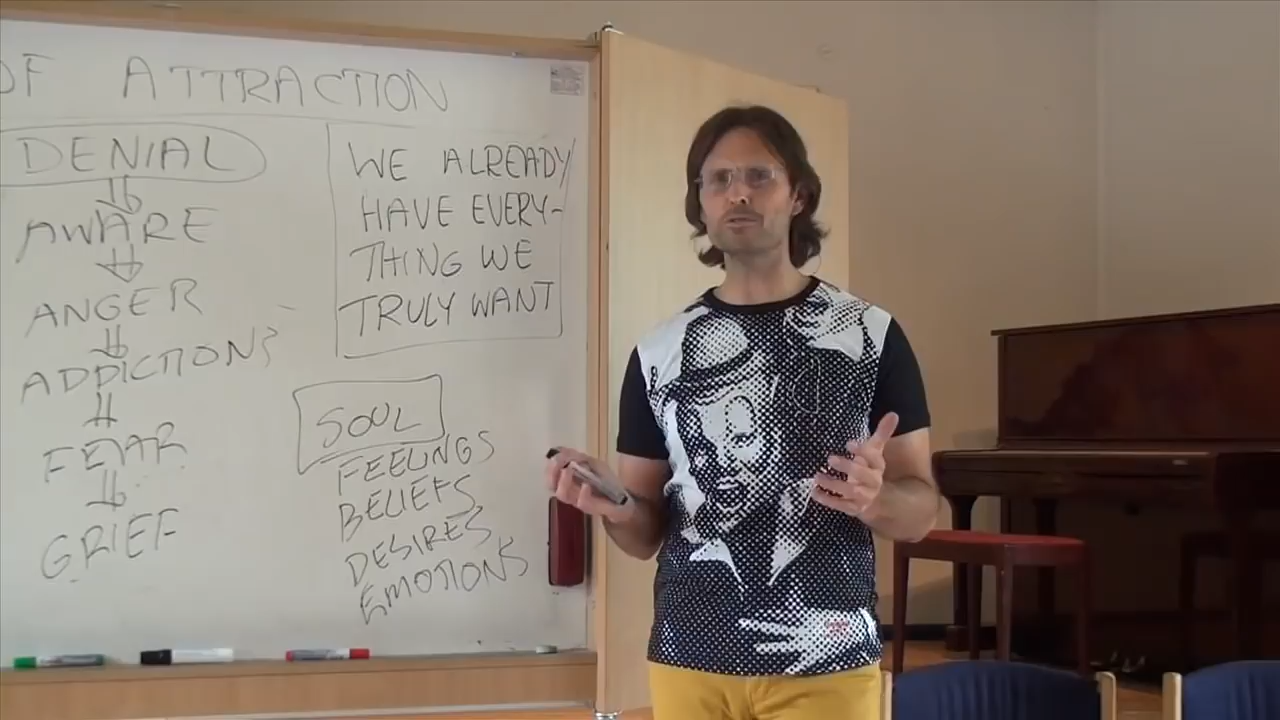 OF ATTRACTION
DENIAL
AWARE
ANGER
ADDICTIONS
FEAR
GRIEF
WE ALREADY
HAVE EVERY-
THING WE
TRULY WANT
SOUL
FEELINGS
BELIEFS
DESIRES
EMOTIONS